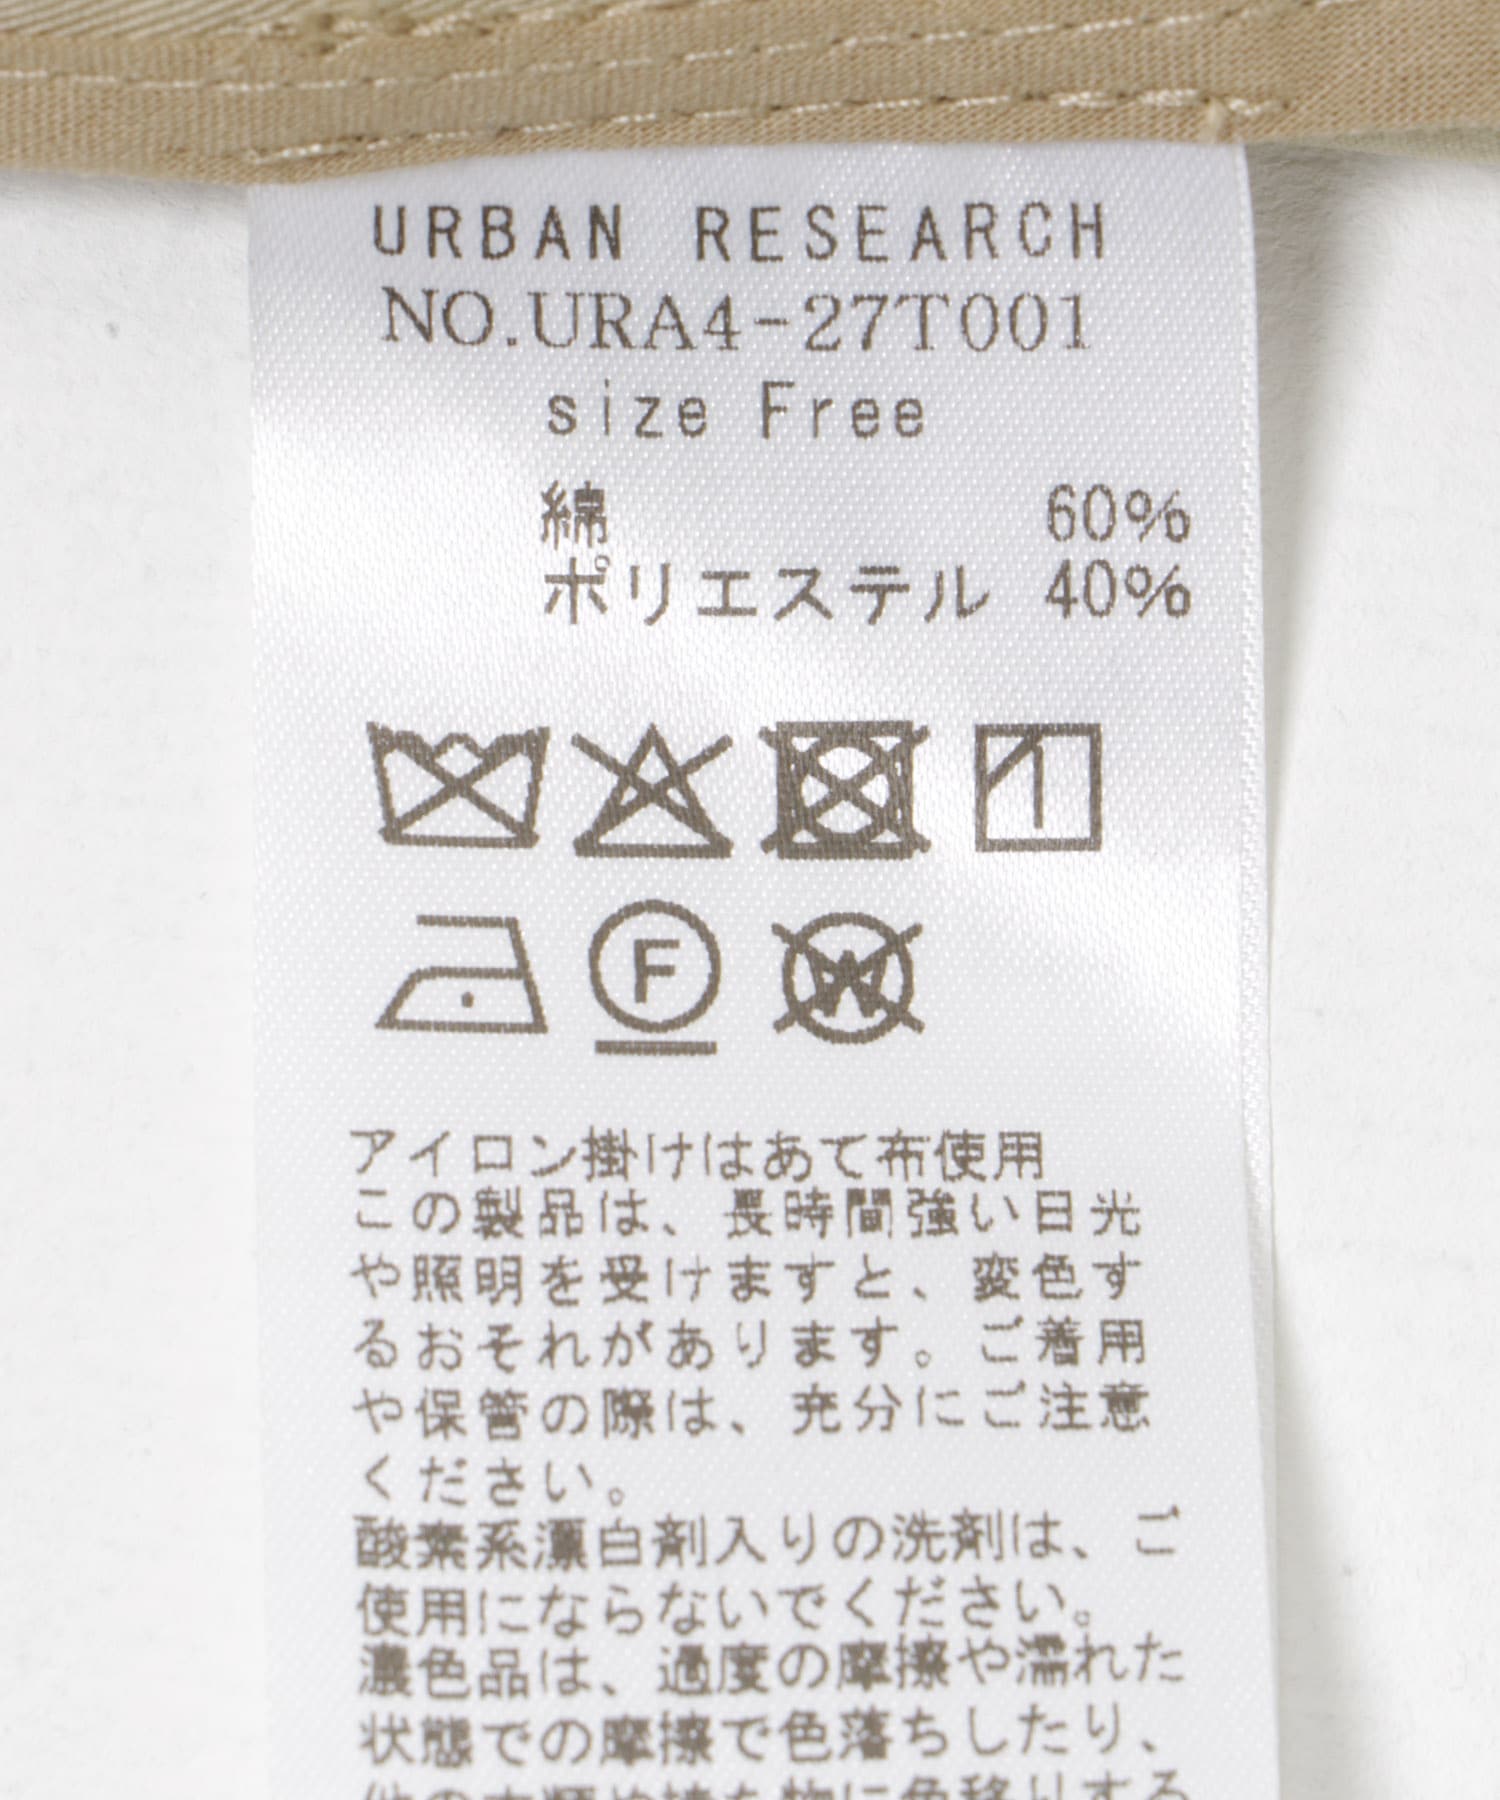 URBAN RESEARCH
NO.URA4-27T001
size Free
綿 60%
ポリエステル 40%
F
W
アイロン掛けはあて布使用
この製品は、長時間強い日光
や照明を受けますと、変色す
るおそれがあります。ご着用
や保管の際は、充分にご注意
ください。
酸素系漂白剤入りの洗剤は、ご
使用にならないでください。
濃色品は、過度の摩擦や濡れた
状態での摩擦で色落ちしたり、